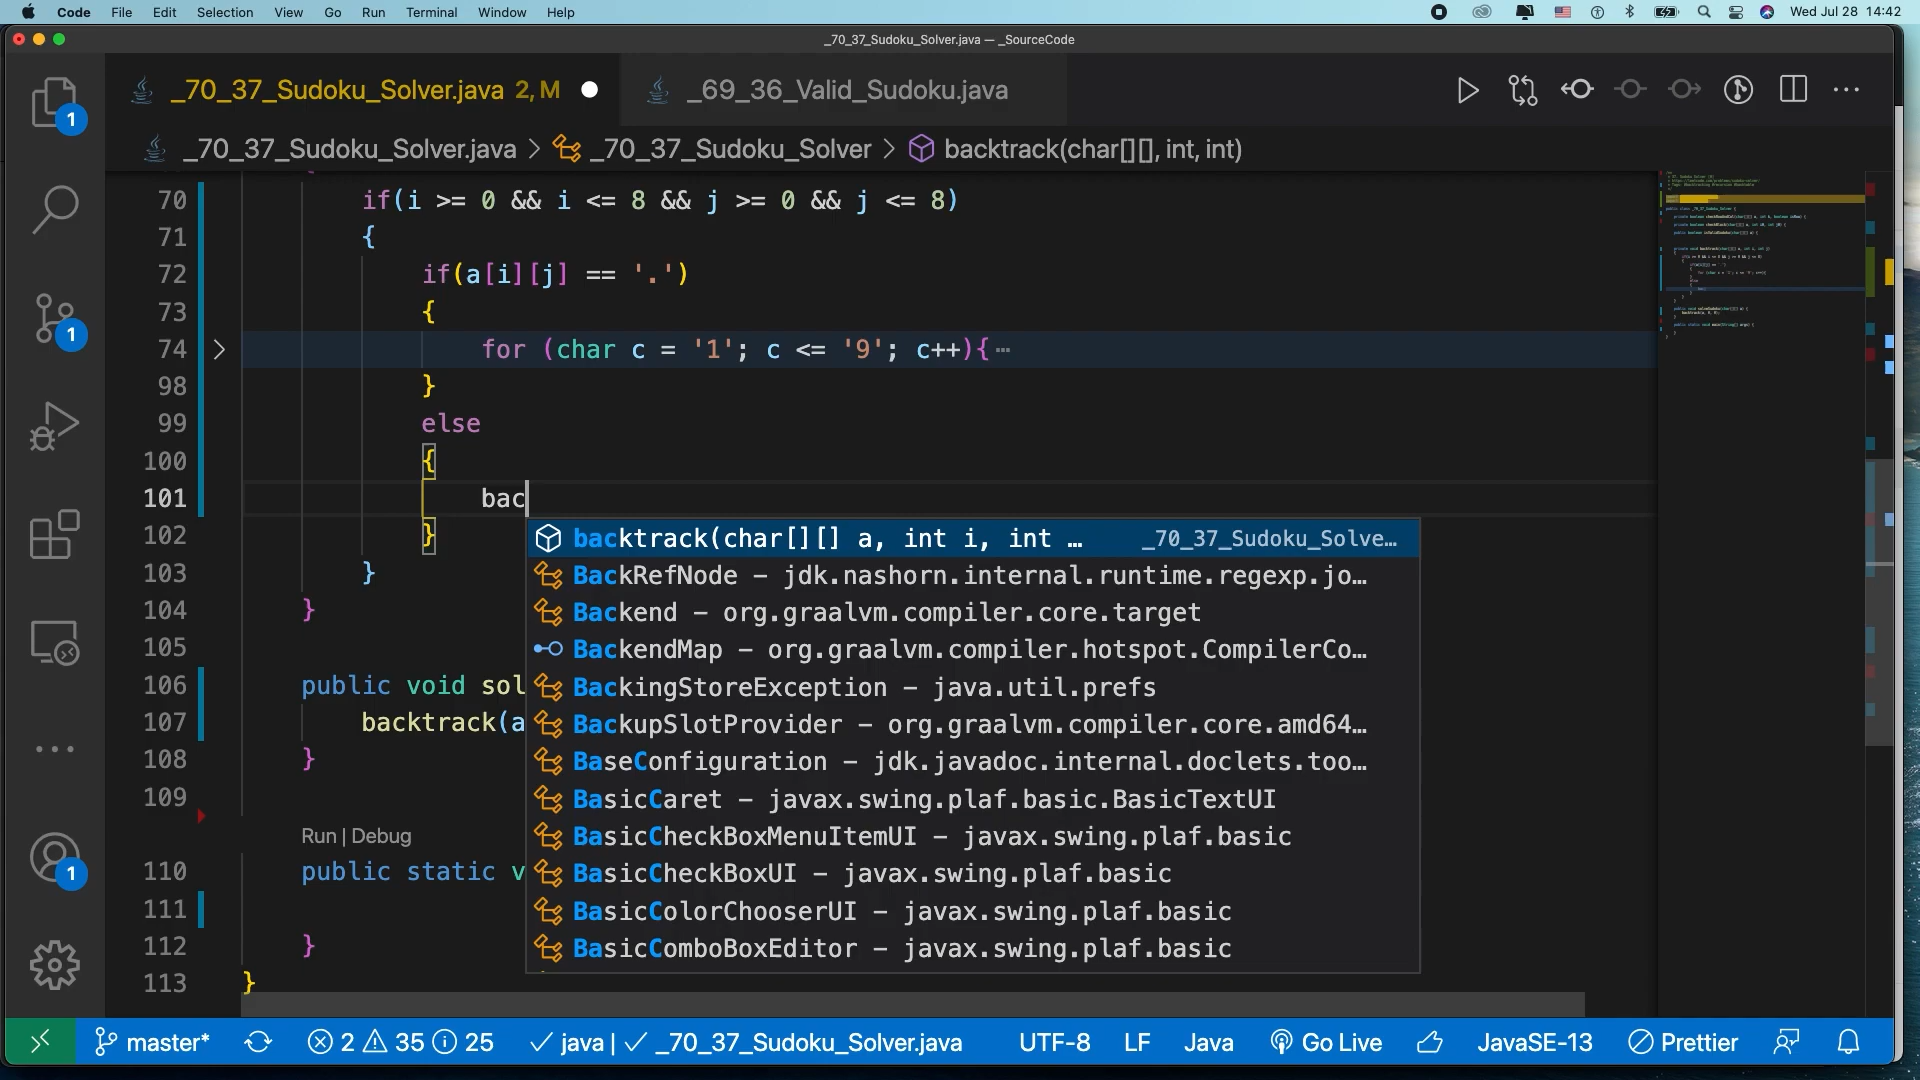 Code File Edit Selection View Go Run Terminal Window Help Wed Jul 28 14:42
_70_37_Sudoku_Solver.java — _SourceCode
_70_37_Sudoku_Solver.java 2, M _69_36_Valid_Sudoku.java
_70_37_Sudoku_Solver.java > _70_37_Sudoku_Solver > backtrack(char[][], int, int)
70 if(i >= 0 && i <= 8 && j >= 0 && j <= 8)
71 {
72 if(a[i][j] == '.')
73 {
74 for (char c = '1'; c <= '9'; c++){ ⋯
98 }
99 else
100 {
101 bac
102 }
103 }
104 }
105
106 public void sol
107 backtrack(a
108 }
109
Run | Debug
110 public static v
111
112 }
113 }
backtrack(char[][] a, int i, int … _70_37_Sudoku_Solve…
BackRefNode – jdk.nashorn.internal.runtime.regexp.jo…
Backend – org.graalvm.compiler.core.target
BackendMap – org.graalvm.compiler.hotspot.CompilerCo…
BackingStoreException – java.util.prefs
BackupSlotProvider – org.graalvm.compiler.core.amd64…
BaseConfiguration – jdk.javadoc.internal.doclets.too…
BasicCaret – javax.swing.plaf.basic.BasicTextUI
BasicCheckBoxMenuItemUI – javax.swing.plaf.basic
BasicCheckBoxUI – javax.swing.plaf.basic
BasicColorChooserUI – javax.swing.plaf.basic
BasicComboBoxEditor – javax.swing.plaf.basic
1
1
1
master* 2 35 25 java | _70_37_Sudoku_Solver.java UTF-8 LF Java Go Live JavaSE-13 Prettier